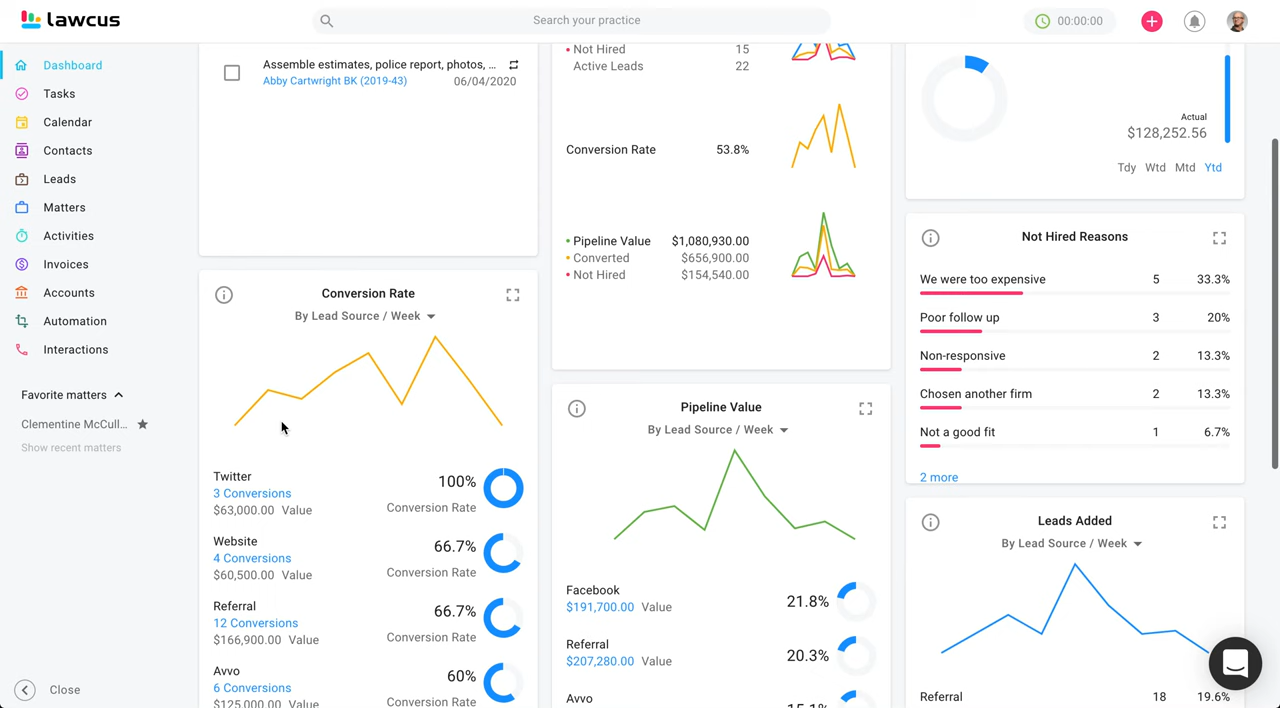 lawcus
Search your practice
00:00:00
Dashboard
Tasks
Calendar
Contacts
Leads
Matters
Activities
Invoices
Accounts
Automation
Interactions
Favorite matters
Clementine McCull...
Show recent matters
Close
Assemble estimates, police report, photos, ...
Abby Cartwright BK (2019-43) 06/04/2020
Conversion Rate
By Lead Source / Week
Twitter
3 Conversions
$63,000.00 Value
100%
Conversion Rate
Website
4 Conversions
$60,500.00 Value
66.7%
Conversion Rate
Referral
12 Conversions
$166,900.00 Value
66.7%
Conversion Rate
Avvo
6 Conversions
$125,000.00 Value
60%
Conversion Rate
Not Hired 15
Active Leads 22
Conversion Rate 53.8%
Pipeline Value $1,080,930.00
Converted $656,900.00
Not Hired $154,540.00
Pipeline Value
By Lead Source / Week
Facebook
$191,700.00 Value
21.8%
Referral
$207,280.00 Value
20.3%
Avvo
15.1%
Actual
$128,252.56
Tdy Wtd Mtd Ytd
Not Hired Reasons
We were too expensive 5 33.3%
Poor follow up 3 20%
Non-responsive 2 13.3%
Chosen another firm 2 13.3%
Not a good fit 1 6.7%
2 more
Leads Added
By Lead Source / Week
Referral 18 19.6%